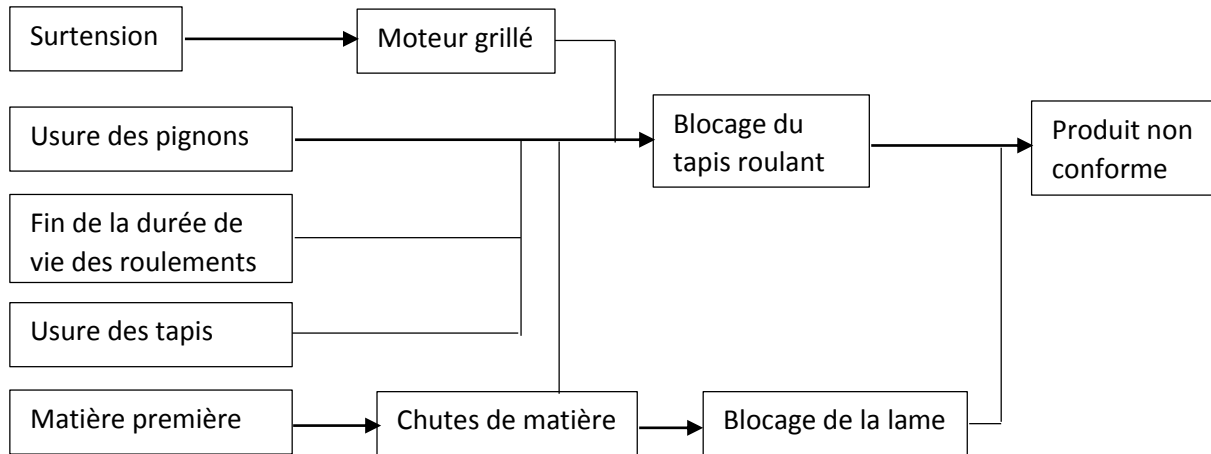 Surtension
Moteur grillé
Usure des pignons
Blocage du
tapis roulant
Produit non
conforme
Fin de la durée de
vie des roulements
Usure des tapis
Matière première
Chutes de matière
Blocage de la lame